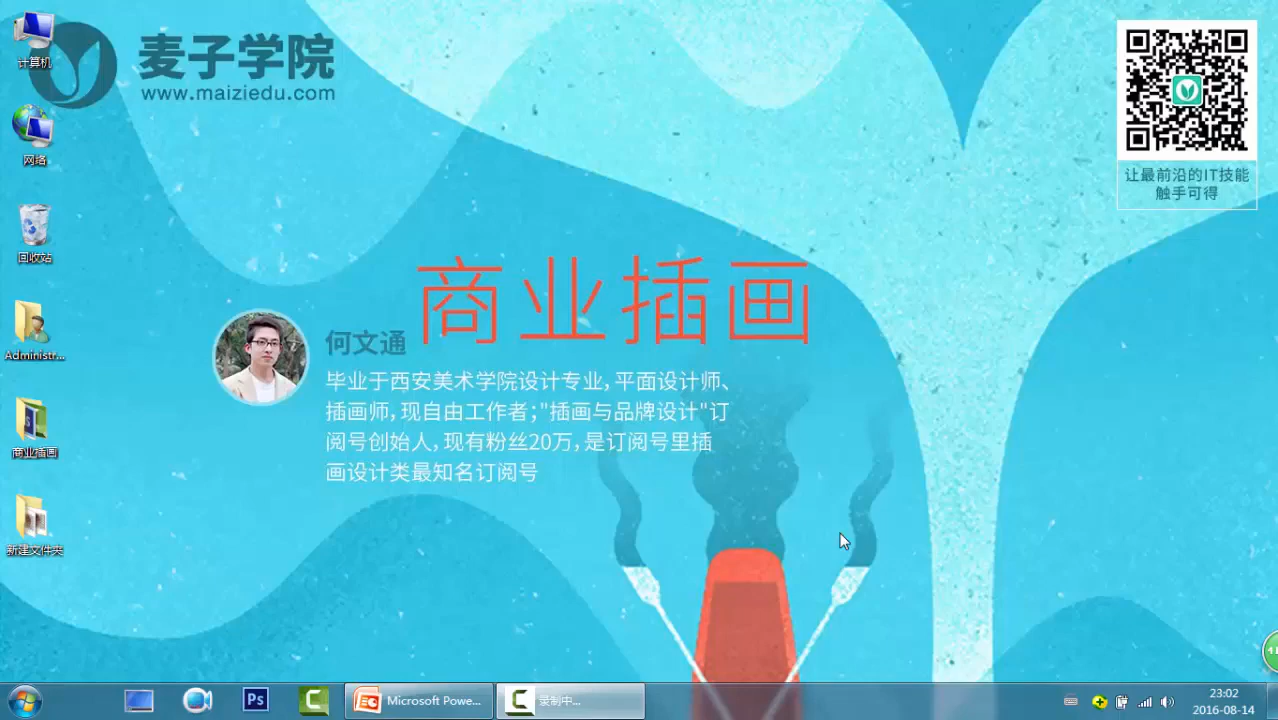 计算机
麦子学院
www.maiziedu.com
网络
回收站
Administr...
商业插画
新建文件夹
让最前沿的IT技能
触手可得
商业插画
何文通
毕业于西安美术学院设计专业,平面设计师、
插画师,现自由工作者;"插画与品牌设计"订
阅号创始人,现有粉丝20万,是订阅号里插
画设计类最知名订阅号
Ps
Microsoft Powe...
录制中...
23:02
2016-08-14